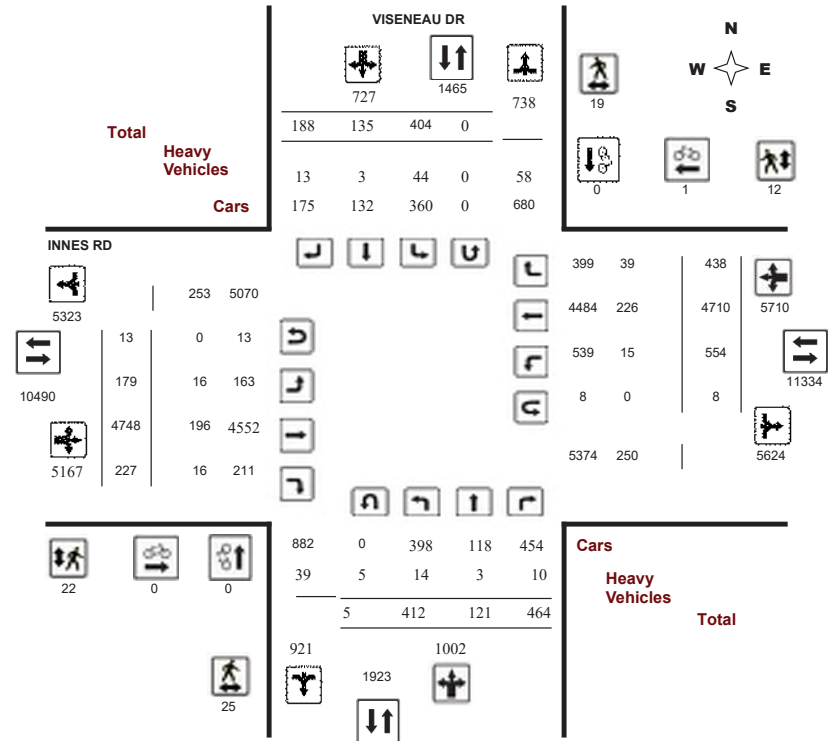 VISENEAU DR
N
W E
S
727
1465
738
19
Total
188 135 404 0
Heavy
Vehicles
13 3 44 0 58
Cars
175 132 360 0 680
0
1
12
INNES RD
5323
253 5070
10490
13 0 13
179 16 163
4748 196 4552
5167
227 16 211
399 39 438
4484 226 4710
5710
539 15 554
11334
8 0 8
5374 250
5624
22
0
0
25
882 0 398 118 454
39 5 14 3 10
5 412 121 464
921
1923
1002
Cars
Heavy
Vehicles
Total